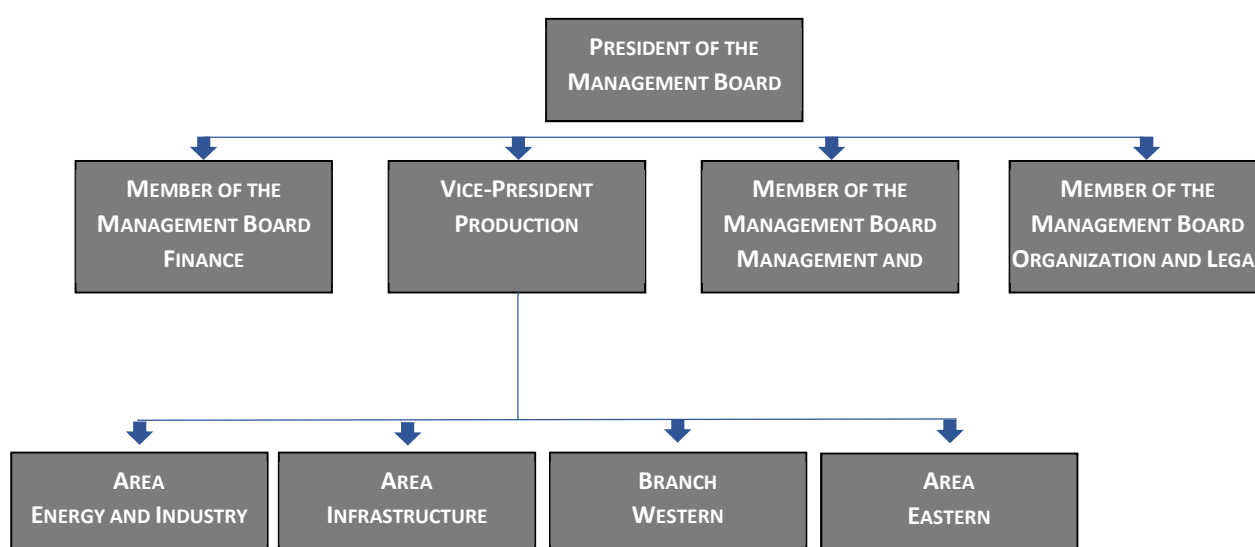 PRESIDENT OF THE
MANAGEMENT BOARD
MEMBER OF THE
MANAGEMENT BOARD
FINANCE
VICE-PRESIDENT
PRODUCTION
MEMBER OF THE
MANAGEMENT BOARD
MANAGEMENT AND
MEMBER OF THE
MANAGEMENT BOARD
ORGANIZATION AND LEGA
AREA
ENERGY AND INDUSTRY
AREA
INFRASTRUCTURE
BRANCH
WESTERN
AREA
EASTERN